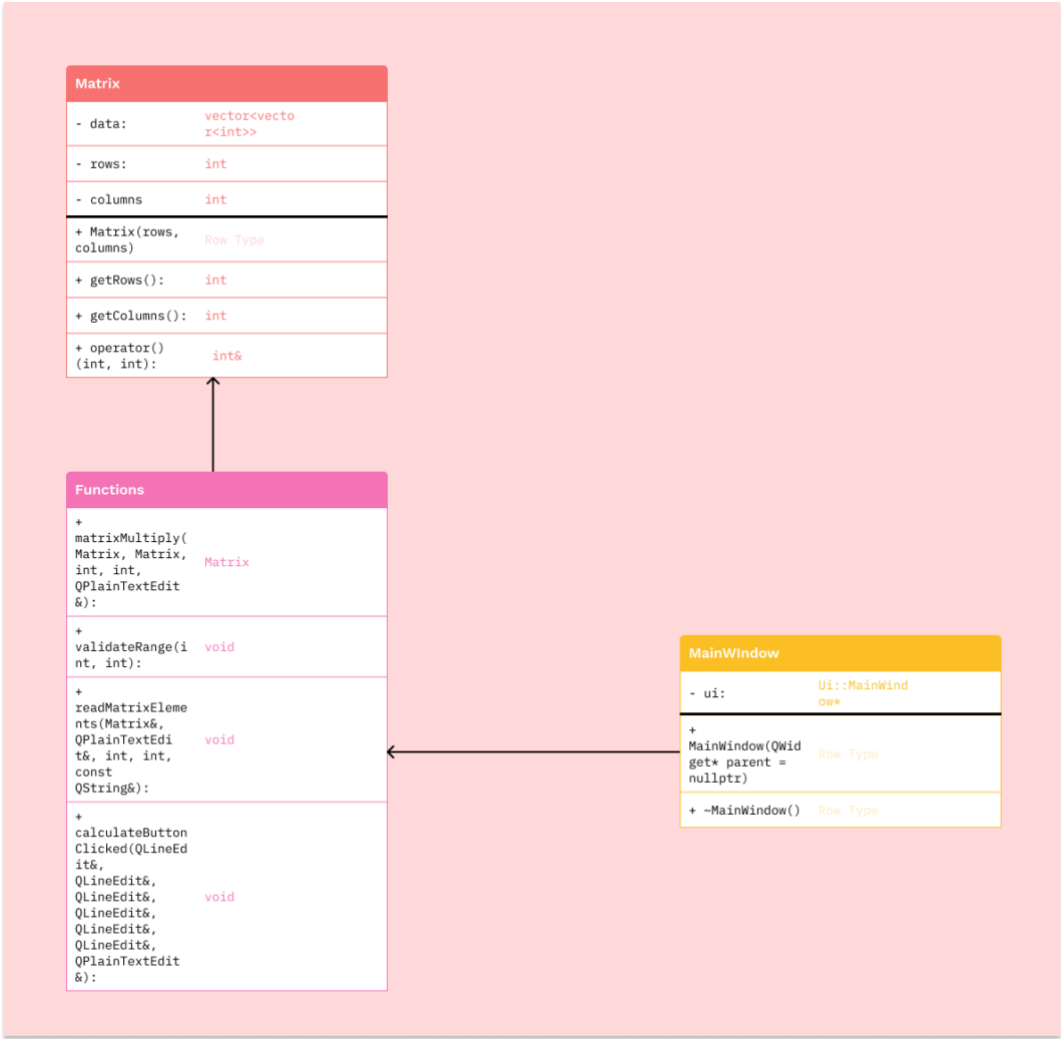 Matrix
- data:
vector<vecto
r<int>>
- rows:
int
- columns
int
+ Matrix(rows,
columns)
Row Type
+ getRows():
int
+ getColumns():
int
+ operator()
(int, int):
int&
Functions
+
matrixMultiply(
Matrix, Matrix,
int, int,
QPlainTextEdit
&):
Matrix
+
validateRange(i
nt, int):
void
+
readMatrixEleme
nts(Matrix&,
QPlainTextEdi
t&, int, int,
const
QString&):
void
+
calculateButton
Clicked(QLineEd
it&,
QLineEdit&,
QLineEdit&,
QLineEdit&,
QLineEdit&,
QPlainTextEdit
&):
void
MainWIndow
- ui:
Ui::MainWind
ow*
+
MainWindow(QWid
get* parent =
nullptr)
Row Type
+ ~MainWindow()
Row Type